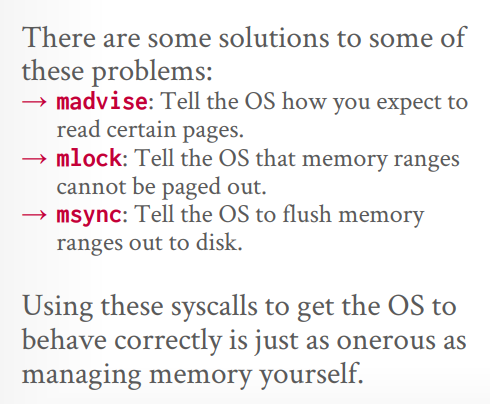 There are some solutions to some of
these problems:
→ madvise: Tell the OS how you expect to
read certain pages.
→ mlock: Tell the OS that memory ranges
cannot be paged out.
→ msync: Tell the OS to flush memory
ranges out to disk.
Using these syscalls to get the OS to
behave correctly is just as onerous as
managing memory yourself.